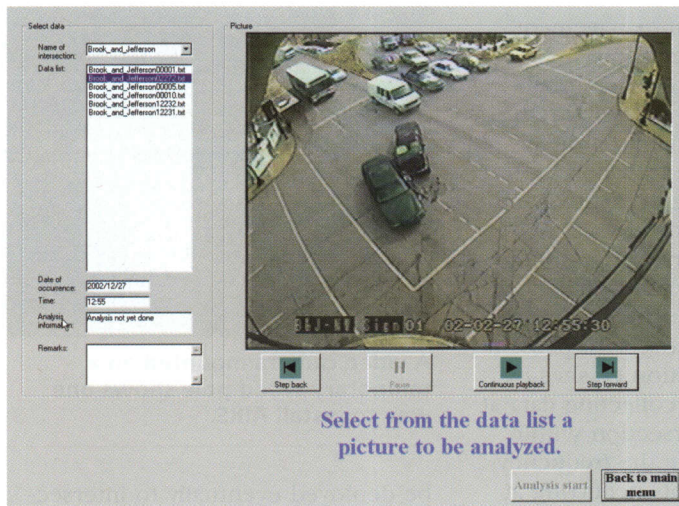 Select data
Name of
intersection:
Brook_and_Jefferson
Data list:
Brook_and_Jefferson00001.txt
Brook_and_Jefferson00005.txt
Brook_and_Jefferson00010.txt
Brook_and_Jefferson12232.txt
Brook_and_Jefferson12231.txt
Date of
occurrence:
2002/12/27
Time:
12:55
Analysis
information:
Analysis not yet done
Remarks:
Picture
Sign 01 02-02-27 12:55:30
Step back
Pause
Continuous playback
Step forward
Select from the data list a
picture to be analyzed.
Analysis start
Back to main
menu